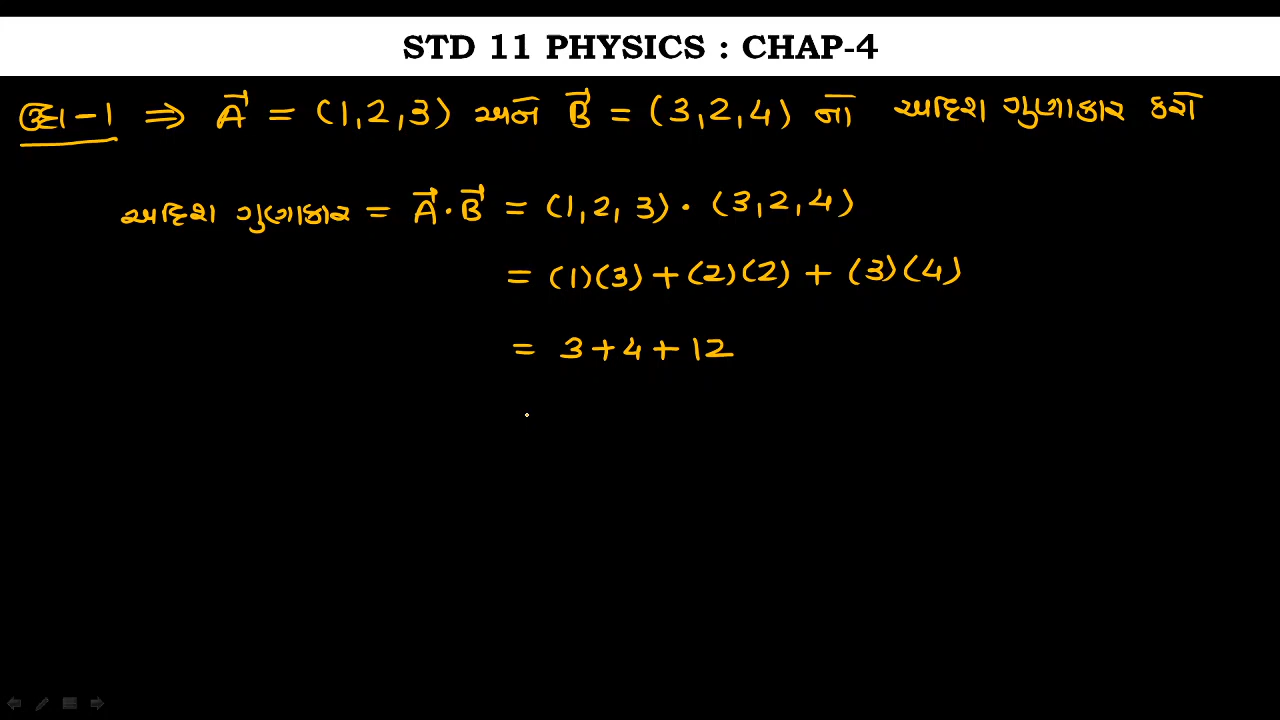 STD 11 PHYSICS : CHAP-4
ઉદા-1 ⇒ A⃗ = (1,2,3) અને B⃗ = (3,2,4) ના અદિશ ગુણાકાર કરો
અદિશ ગુણાકાર = A⃗·B⃗ = (1,2,3)·(3,2,4)
= (1)(3)+(2)(2)+(3)(4)
= 3+4+12